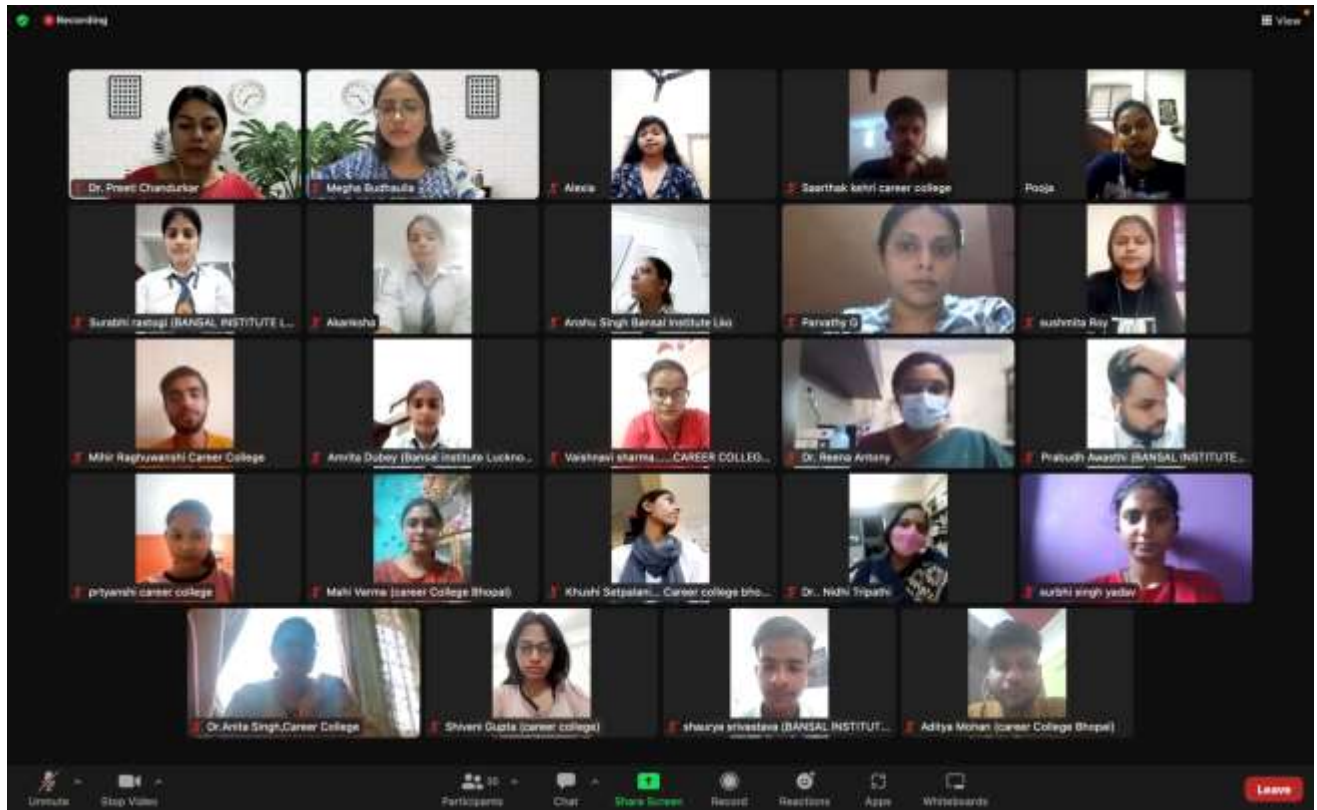 Recording
View
Dr. Preeti Chandurkar
Megha Budhaulia
Alexia
Saarthak kehri career college
Pooja
Surabhi rastogi (BANSAL INSTITUTE L...
Akanksha
Anshu Singh Bansal Institute Lko
Parvathy G
sushmita Roy
Mihir Raghuwanshi Career College
Amrita Dubey (Bansal institute Luckno...
Vaishnavi sharma......CAREER COLLEG...
Dr. Reena Antony
Prabudh Awasthi (BANSAL INSTITUTE...
priyanshi career college
Mahi Verma (career College Bhopal)
Khushi Satpalani... Career college bho...
Dr.. Nidhi Tripathi
surbhi singh yadav
Dr.Anita Singh,Career College
Shivani Gupta (career college)
shaurya srivastava (BANSAL INSTITUT...
Aditya Mohan (career College Bhopal)
Unmute
Stop Video
Participants
30
Chat
Share Screen
Record
Reactions
Apps
Whiteboards
Leave